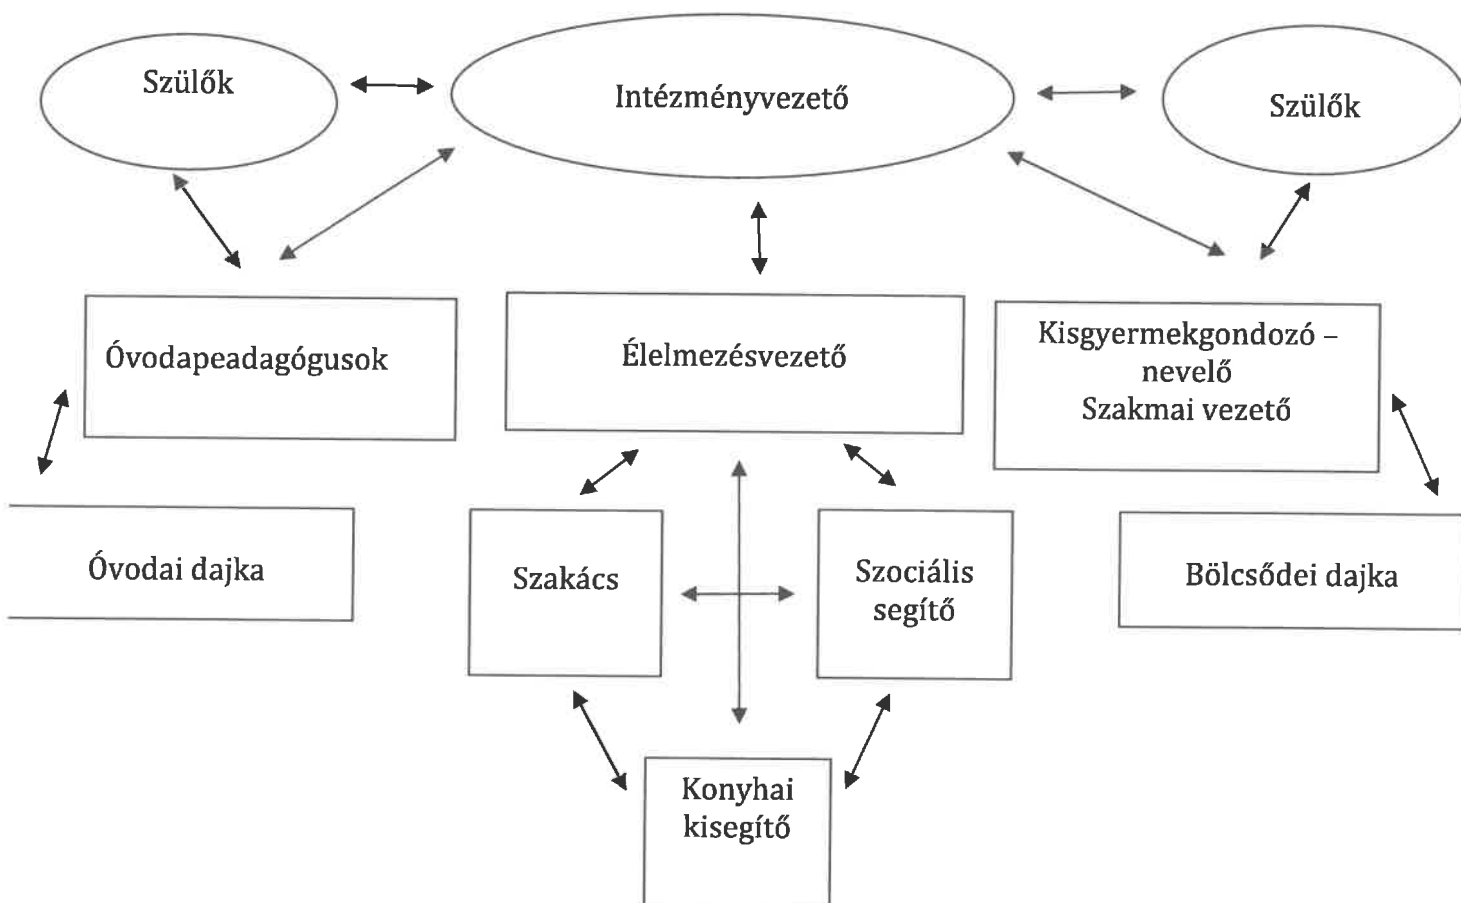 Szülők
Intézményvezető
Szülők
Óvodapeadagógusok
Élelmezésvezető
Kisgyermekgondozó –
nevelő
Szakmai vezető
Óvodai dajka
Szakács
Szociális
segítő
Bölcsődei dajka
Konyhai
kisegítő